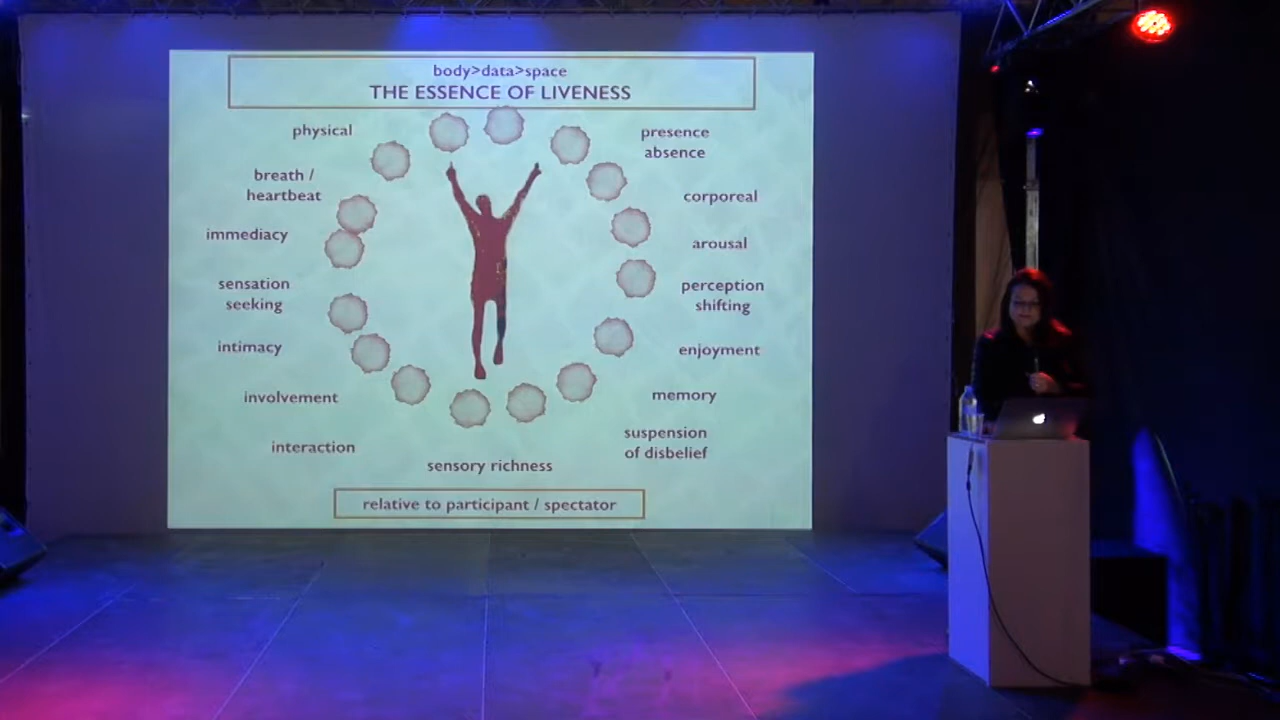 body>data>space
THE ESSENCE OF LIVENESS
physical
breath /
heartbeat
immediacy
sensation
seeking
intimacy
involvement
interaction
sensory richness
presence
absence
corporeal
arousal
perception
shifting
enjoyment
memory
suspension
of disbelief
relative to participant / spectator